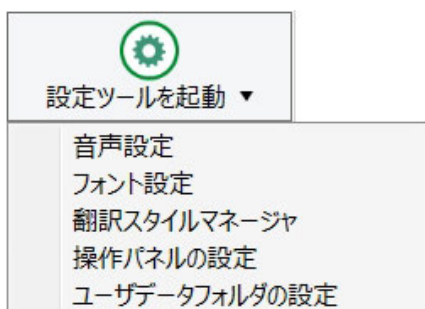 設定ツールを起動 ▼
音声設定
フォント設定
翻訳スタイルマネージャ
操作パネルの設定
ユーザデータフォルダの設定